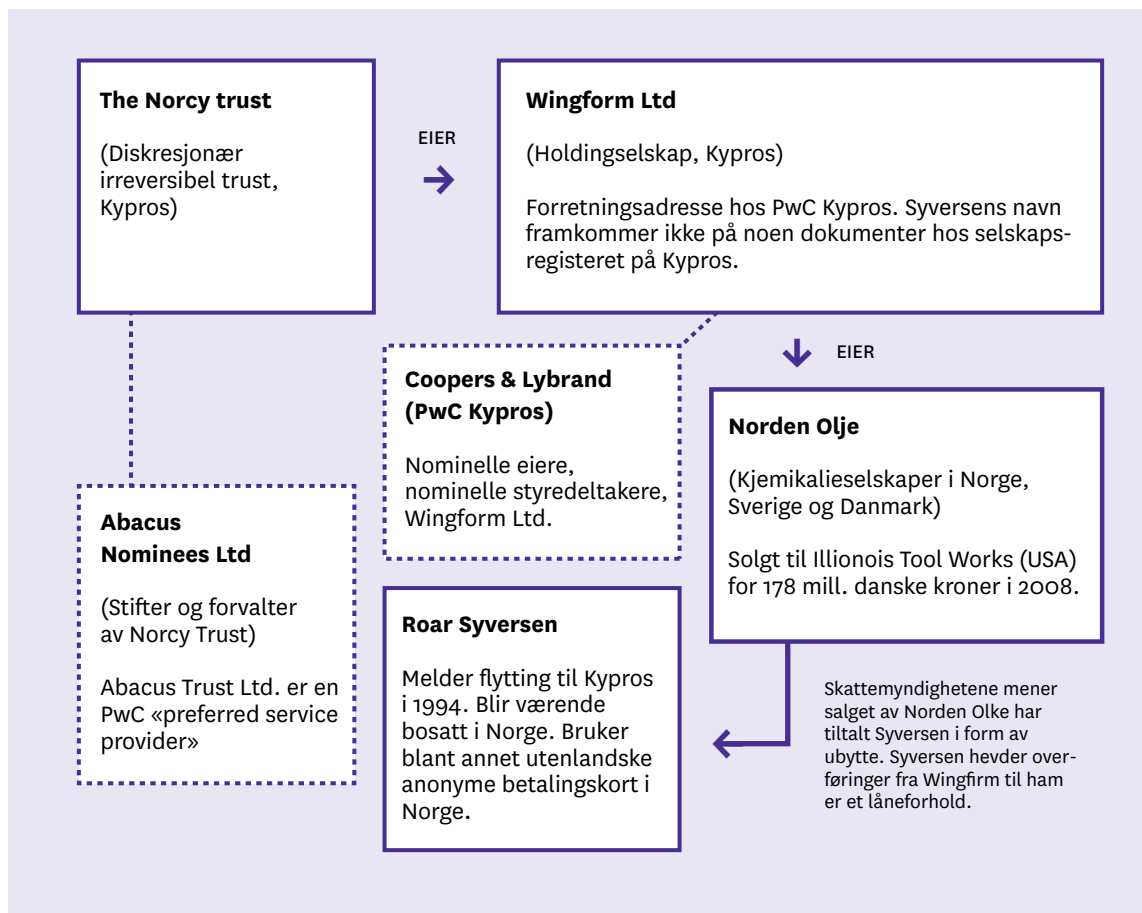 The Norcy trust
(Diskresjonær
irreversibel trust,
Kypros)
EIER
Wingform Ltd
(Holdingselskap, Kypros)
Forretningsadresse hos PwC Kypros. Syversens navn
framkommer ikke på noen dokumenter hos selskaps-
registeret på Kypros.
EIER
Coopers & Lybrand
(PwC Kypros)
Nominelle eiere,
nominelle styredeltakere,
Wingform Ltd.
Norden Olje
(Kjemikalieselskaper i Norge,
Sverige og Danmark)
Solgt til Illionois Tool Works (USA)
for 178 mill. danske kroner i 2008.
Abacus
Nominees Ltd
(Stifter og forvalter
av Norcy Trust)
Abacus Trust Ltd. er en
PwC «preferred service
provider»
Roar Syversen
Melder flytting til Kypros
i 1994. Blir værende
bosatt i Norge. Bruker
blant annet utenlandske
anonyme betalingskort i
Norge.
Skattemyndighetene mener
salget av Norden Olke har
tiltalt Syversen i form av
ubytte. Syversen hevder over-
føringer fra Wingfirm til ham
er et låneforhold.